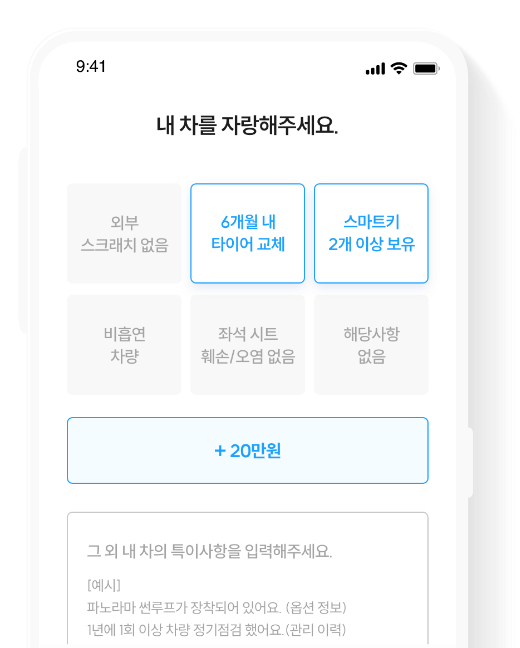 9:41
내 차를 자랑해주세요.
외부
스크래치 없음
6개월 내
타이어 교체
스마트키
2개 이상 보유
비흡연
차량
좌석 시트
훼손/오염 없음
해당사항
없음
+ 20만원
그 외 내 차의 특이사항을 입력해주세요.
[예시]
파노라마 썬루프가 장착되어 있어요. (옵션 정보)
1년에 1회 이상 차량 정기점검 했어요.(관리 이력)